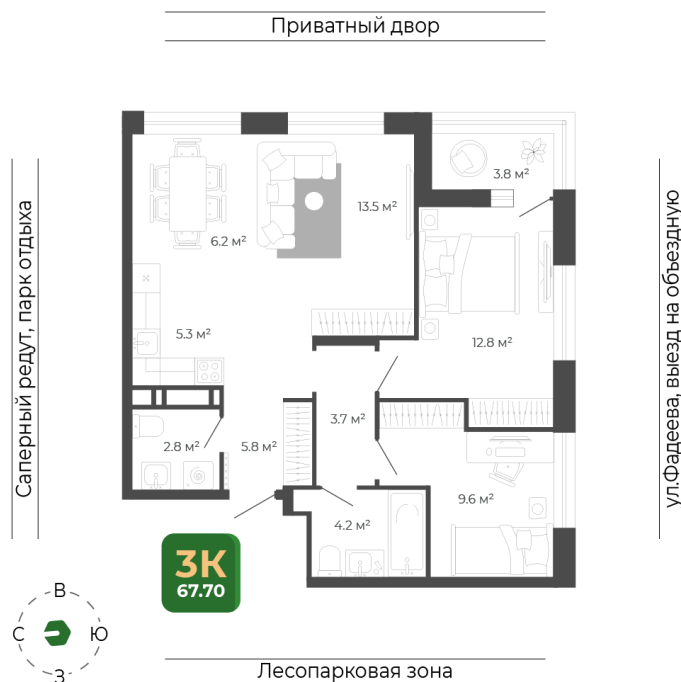 Приватный двор
Саперный редут, парк отдыха
ул.Фадеева, выезд на объездную
3.8 м²
13.5 м²
6.2 м²
5.3 м²
12.8 м²
3.7 м²
2.8 м²
5.8 м²
9.6 м²
4.2 м²
3К
67.70
В
С
Ю
З
Лесопарковая зона